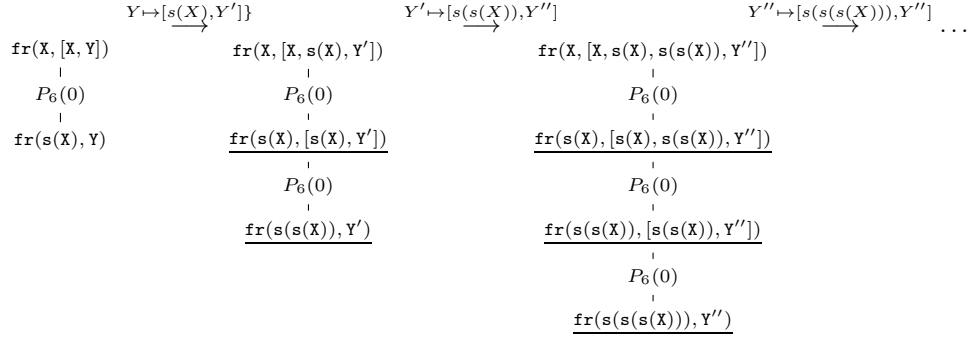 Y↦[s(X),Y′]} Y′↦[s(s(X)),Y′′] Y′′↦[s(s(s(X))),Y′′]
⟶ ⟶ ⟶ ...
fr(X, [X, Y]) fr(X, [X, s(X), Y′]) fr(X, [X, s(X), s(s(X)), Y′′])
P₆(0) P₆(0) P₆(0)
fr(s(X), Y) fr(s(X), [s(X), Y′]) fr(s(X), [s(X), s(s(X)), Y′′])
P₆(0) P₆(0)
fr(s(s(X)), Y′) fr(s(s(X)), [s(s(X)), Y′′])
P₆(0)
fr(s(s(s(X))), Y′′)